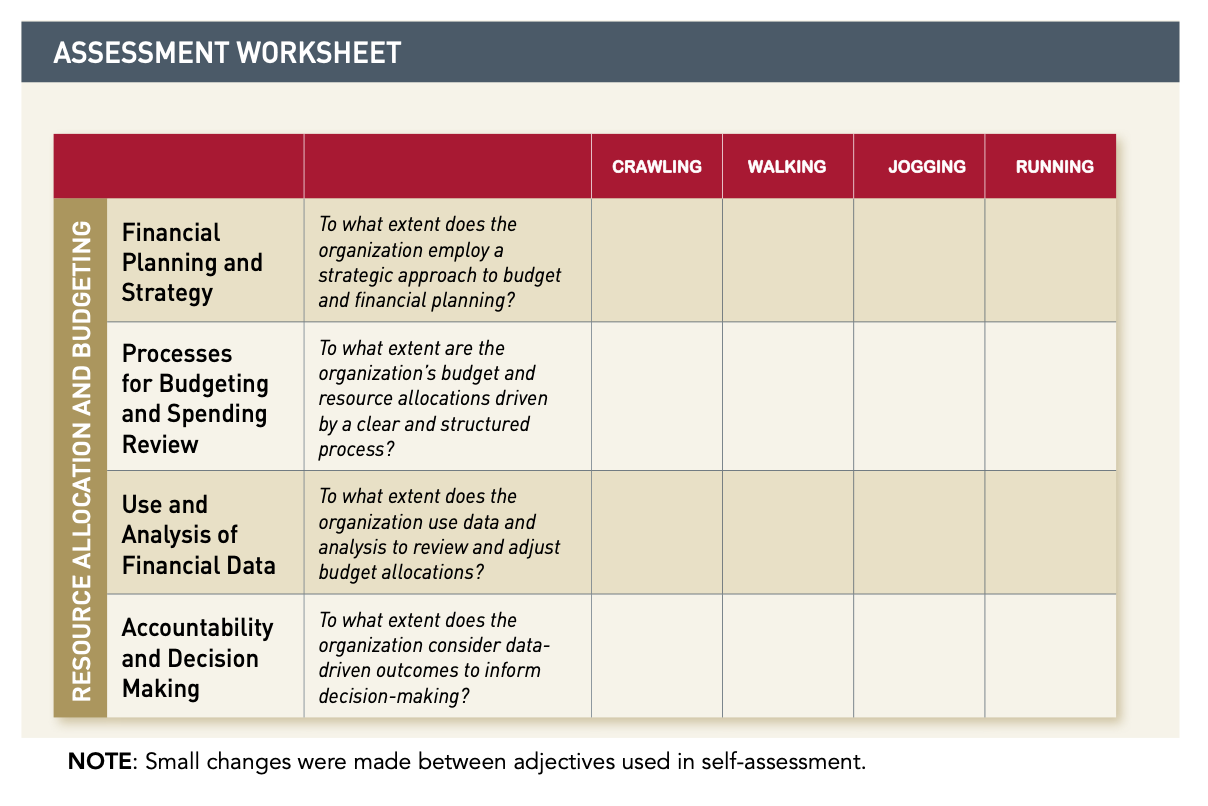 ASSESSMENT WORKSHEET
CRAWLING WALKING JOGGING RUNNING
RESOURCE ALLOCATION AND BUDGETING
Financial
Planning and
Strategy
To what extent does the
organization employ a
strategic approach to budget
and financial planning?
Processes
for Budgeting
and Spending
Review
To what extent are the
organization’s budget and
resource allocations driven
by a clear and structured
process?
Use and
Analysis of
Financial Data
To what extent does the
organization use data and
analysis to review and adjust
budget allocations?
Accountability
and Decision
Making
To what extent does the
organization consider data-
driven outcomes to inform
decision-making?
NOTE: Small changes were made between adjectives used in self-assessment.